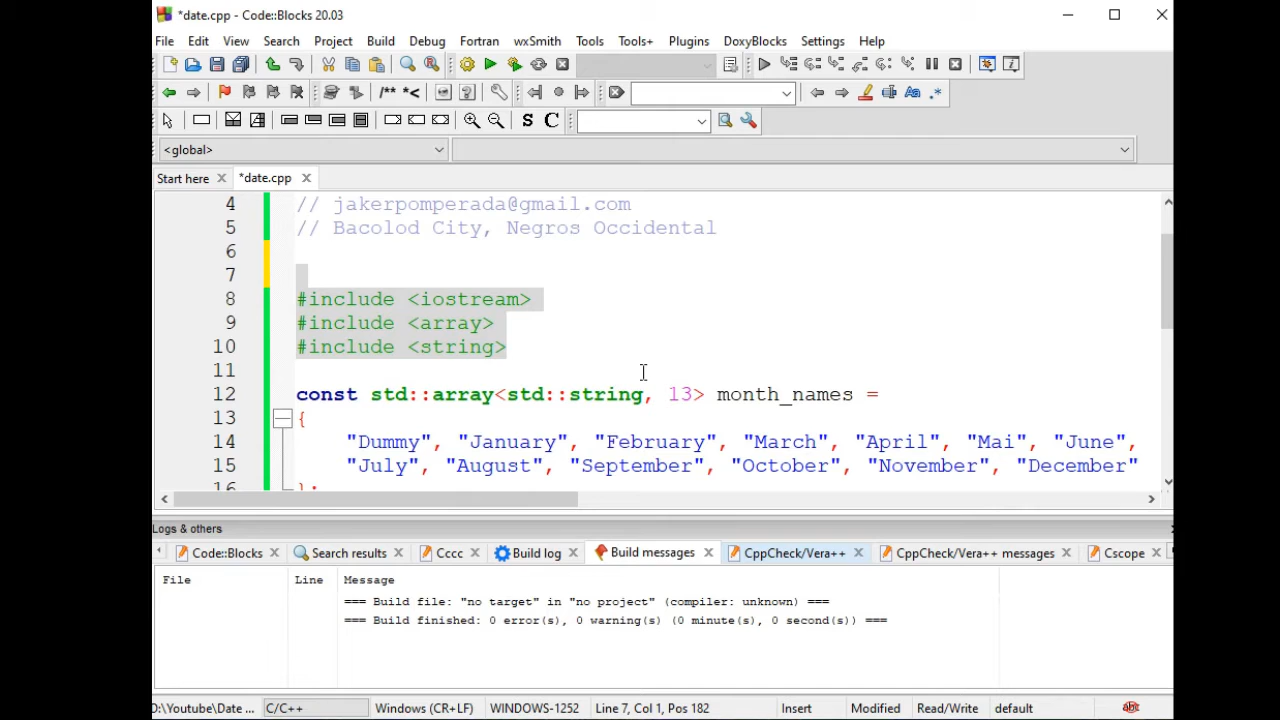 *date.cpp - Code::Blocks 20.03
File Edit View Search Project Build Debug Fortran wxSmith Tools Tools+ Plugins DoxyBlocks Settings Help
/** *<
S C
Aa .*
<global>
Start here *date.cpp
4 // jakerpomperada@gmail.com
5 // Bacolod City, Negros Occidental
6
7
8 #include <iostream>
9 #include <array>
10 #include <string>
11
12 const std::array<std::string, 13> month_names =
13 {
14 "Dummy", "January", "February", "March", "April", "Mai", "June",
15 "July", "August", "September", "October", "November", "December"
16 };
Logs & others
Code::Blocks Search results Cccc Build log Build messages CppCheck/Vera++ CppCheck/Vera++ messages Cscope
File Line Message
=== Build file: "no target" in "no project" (compiler: unknown) ===
=== Build finished: 0 error(s), 0 warning(s) (0 minute(s), 0 second(s)) ===
D:\Youtube\Date ... C/C++ Windows (CR+LF) WINDOWS-1252 Line 7, Col 1, Pos 182 Insert Modified Read/Write default abc